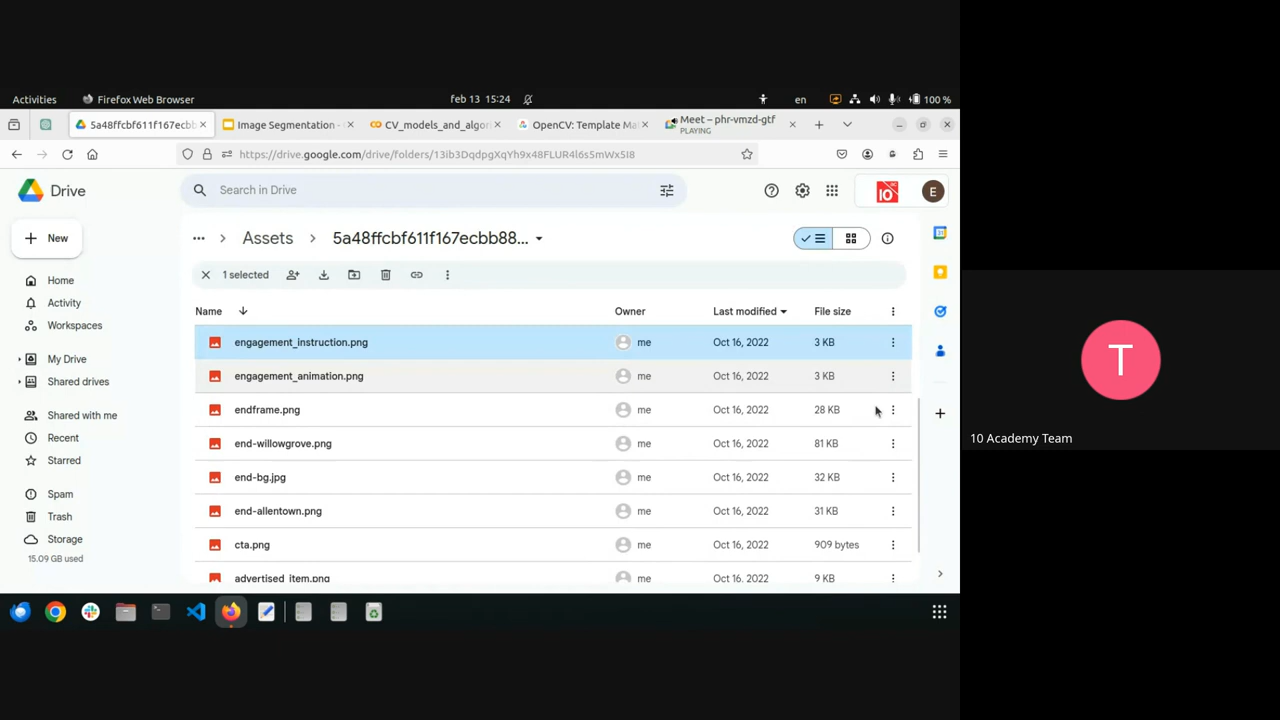 Activities Firefox Web Browser feb 13 15:24 en 100 %
5a48ffcbf611f167ecbb Image Segmentation - CV_models_and_algor OpenCV: Template Ma Meet – phr-vmzd-gtf
PLAYING
https://drive.google.com/drive/folders/13ib3DqdpgXqYh9x48FLUR4l6s5mWx5I8
Drive Search in Drive 10 E
New
... Assets 5a48ffcbf611f167ecbb88...
1 selected
Home
Activity
Workspaces
My Drive
Shared drives
Shared with me
Recent
Starred
Spam
Trash
Storage
15.09 GB used
Name Owner Last modified File size
engagement_instruction.png me Oct 16, 2022 3 KB
engagement_animation.png me Oct 16, 2022 3 KB
endframe.png me Oct 16, 2022 28 KB
end-willowgrove.png me Oct 16, 2022 81 KB
end-bg.jpg me Oct 16, 2022 32 KB
end-allentown.png me Oct 16, 2022 31 KB
cta.png me Oct 16, 2022 909 bytes
advertised_item.png me Oct 16, 2022 9 KB
T
10 Academy Team